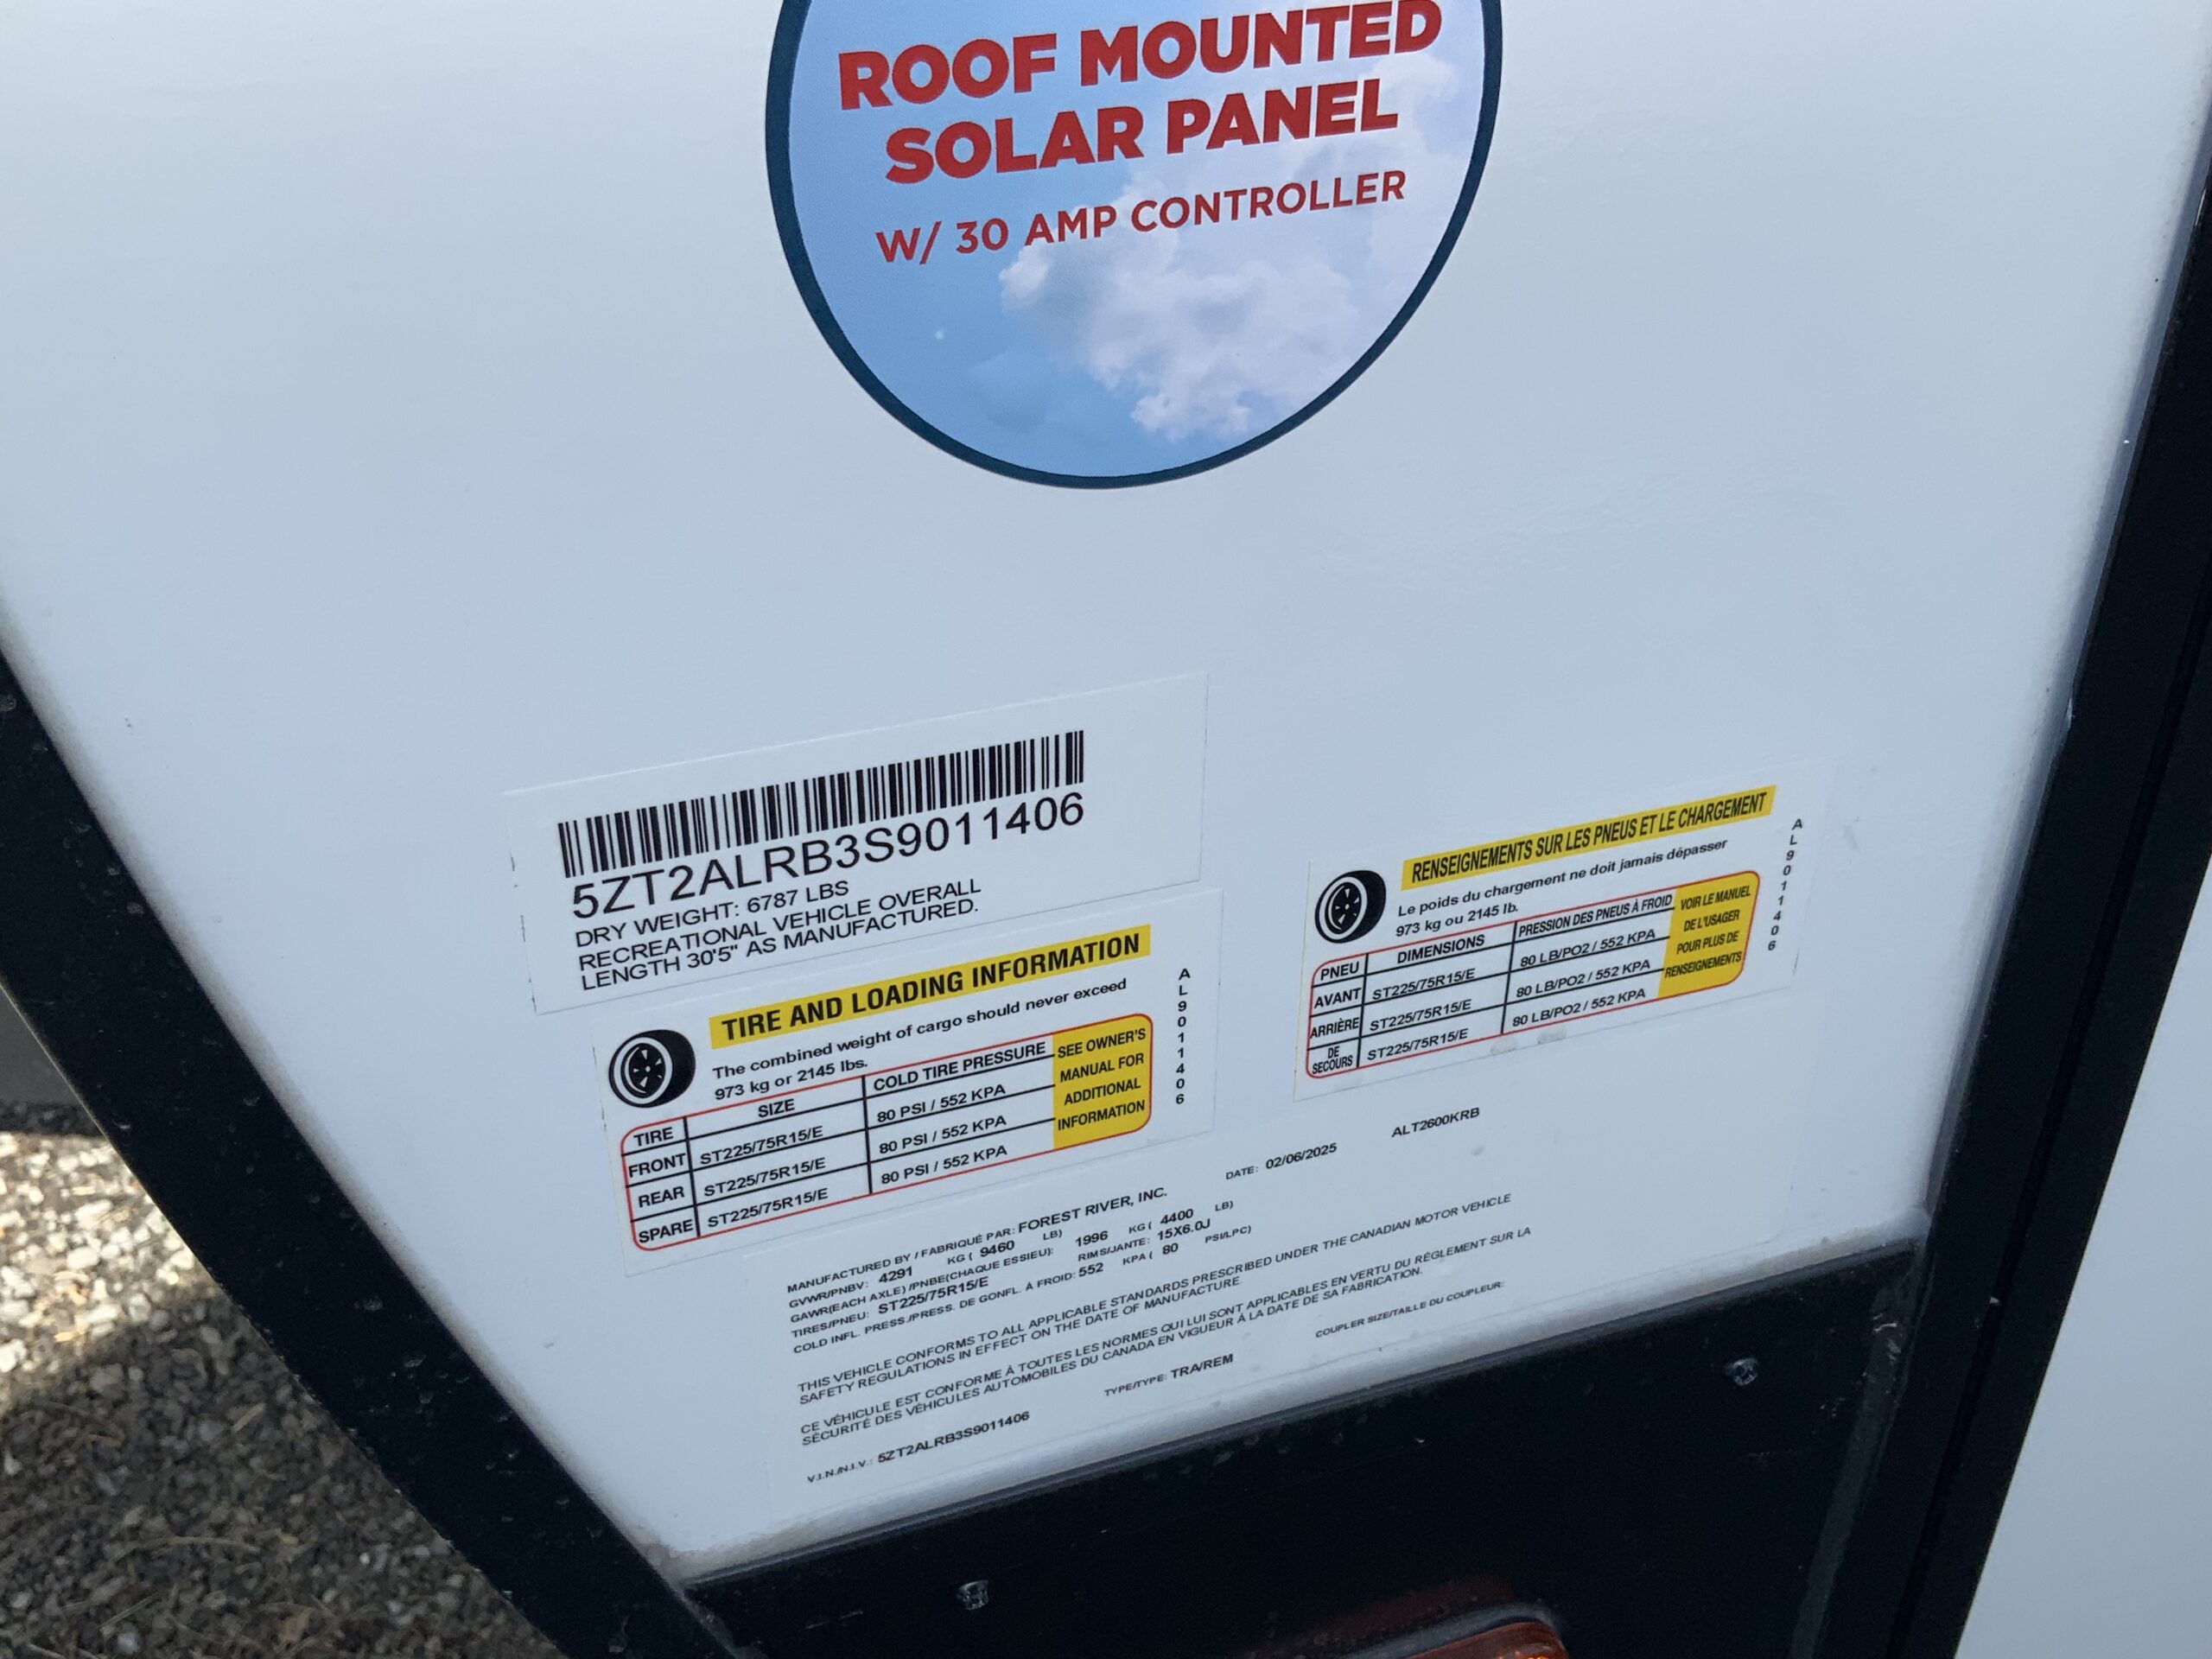 ROOF MOUNTED
SOLAR PANEL
W/ 30 AMP CONTROLLER
5ZT2ALRB3S9011406
DRY WEIGHT: 6787 LBS
RECREATIONAL VEHICLE OVERALL
LENGTH 30'5" AS MANUFACTURED.
TIRE AND LOADING INFORMATION
The combined weight of cargo should never exceed
973 kg or 2145 lbs.
TIRE SIZE COLD TIRE PRESSURE
FRONT ST225/75R15/E 80 PSI / 552 KPA
REAR ST225/75R15/E 80 PSI / 552 KPA
SPARE ST225/75R15/E 80 PSI / 552 KPA
SEE OWNER'S
MANUAL FOR
ADDITIONAL
INFORMATION
AL9011406
RENSEIGNEMENTS SUR LES PNEUS ET LE CHARGEMENT
Le poids du chargement ne doit jamais dépasser
973 kg ou 2145 lb.
PNEU DIMENSIONS PRESSION DES PNEUS À FROID
AVANT ST225/75R15/E 80 LB/PO2 / 552 KPA
ARRIÈRE ST225/75R15/E 80 LB/PO2 / 552 KPA
DE SECOURS ST225/75R15/E 80 LB/PO2 / 552 KPA
VOIR LE MANUEL
DE L'USAGER
POUR PLUS DE
RENSEIGNEMENTS
AL9011406
MANUFACTURED BY / FABRIQUÉ PAR: FOREST RIVER, INC. DATE: 02/06/2025 ALT2600KRB
GVWR/PNBV: 4291 KG ( 9460 LB)
GAWR(EACH AXLE) /PNBE(CHAQUE ESSIEU): 1996 KG ( 4400 LB)
TIRES/PNEU: ST225/75R15/E RIMS/JANTE: 15X6.0J
COLD INFL. PRESS./PRESS. DE GONFL. À FROID: 552 KPA ( 80 PSI/LPC)
THIS VEHICLE CONFORMS TO ALL APPLICABLE STANDARDS PRESCRIBED UNDER THE CANADIAN MOTOR VEHICLE
SAFETY REGULATIONS IN EFFECT ON THE DATE OF MANUFACTURE.
CE VÉHICULE EST CONFORME À TOUTES LES NORMES QUI LUI SONT APPLICABLES EN VERTU DU RÈGLEMENT SUR LA
SÉCURITÉ DES VÉHICULES AUTOMOBILES DU CANADA EN VIGUEUR À LA DATE DE SA FABRICATION.
V.I.N./N.I.V.: 5ZT2ALRB3S9011406 TYPE/TYPE: TRA/REM COUPLER SIZE/TAILLE DU COUPLEUR: